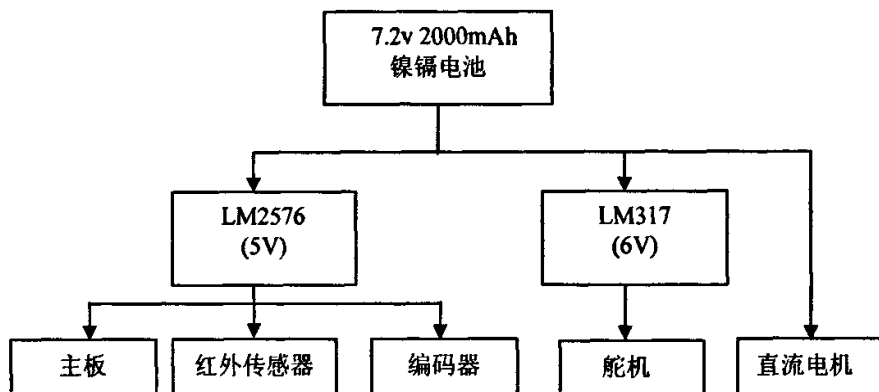 7.2v 2000mAh
镍镉电池
LM2576
(5V)
LM317
(6V)
主板
红外传感器
编码器
舵机
直流电机